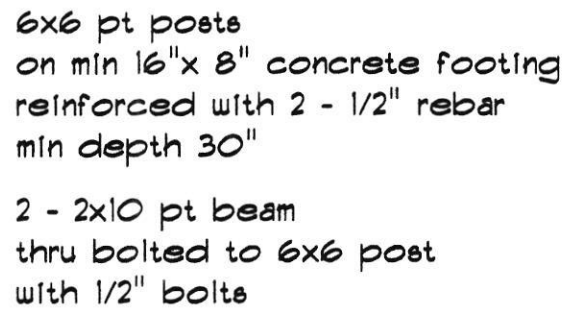 6x6 pt posts
on min 16"x 8" concrete footing
reinforced with 2 - 1/2" rebar
min depth 30"
2 - 2x10 pt beam
thru bolted to 6x6 post
with 1/2" bolts